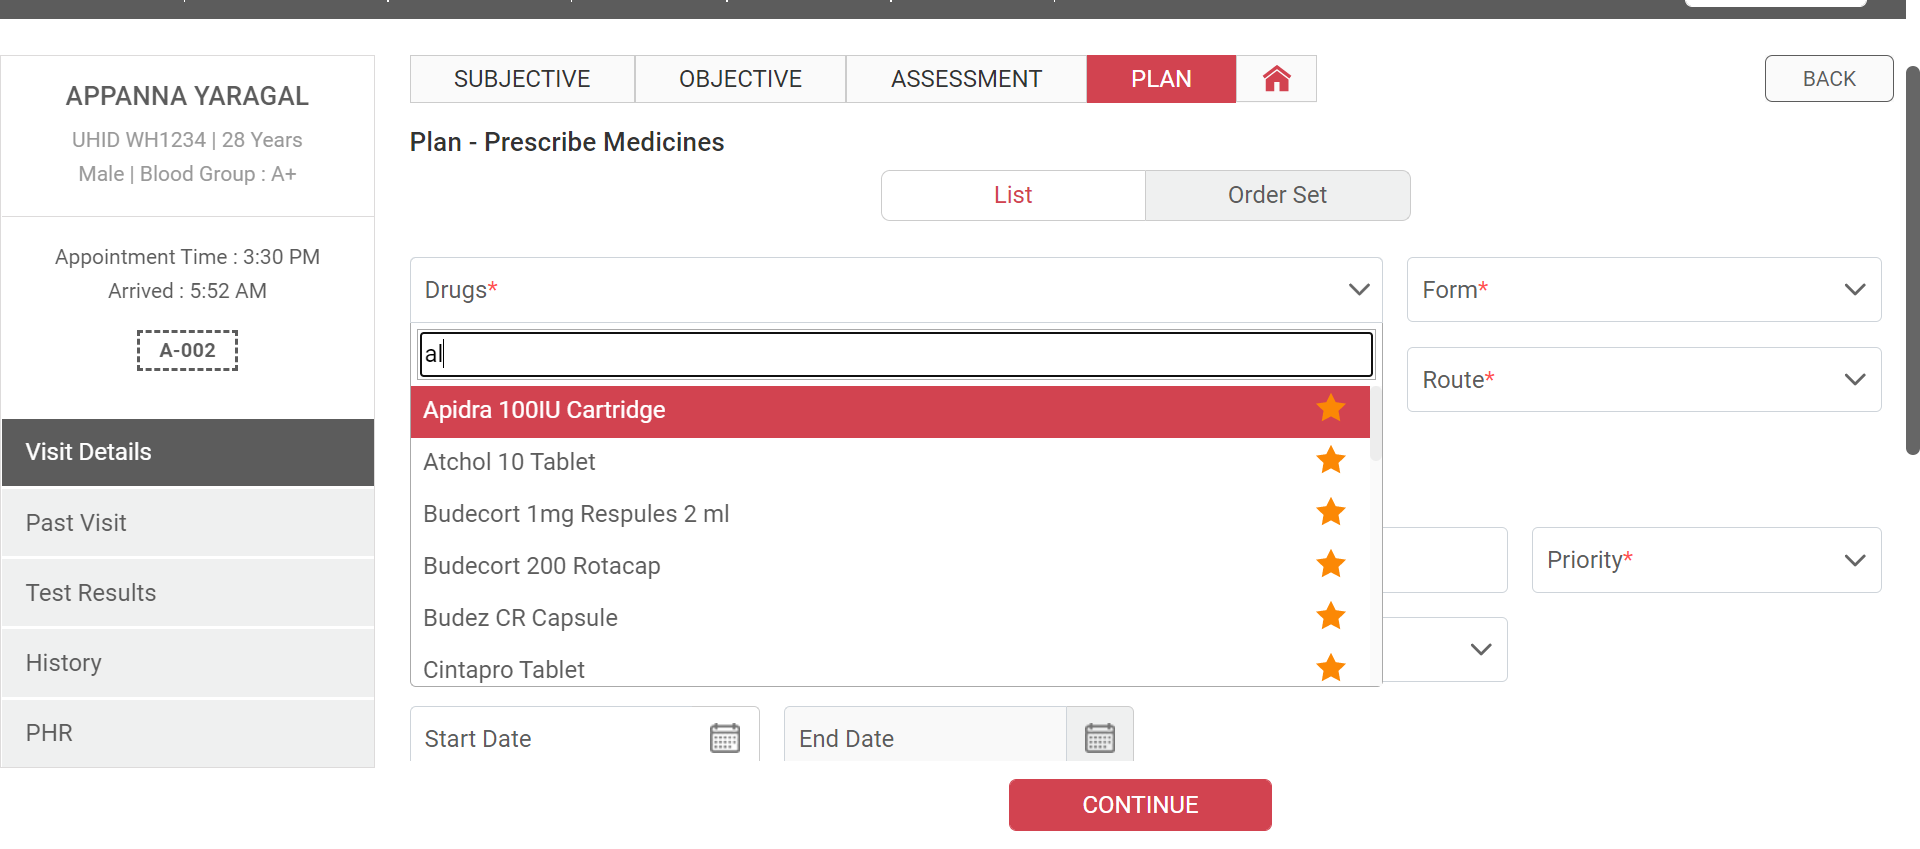 SUBJECTIVE OBJECTIVE ASSESSMENT PLAN
BACK
APPANNA YARAGAL
UHID WH1234 | 28 Years
Male | Blood Group : A+
Appointment Time : 3:30 PM
Arrived : 5:52 AM
A-002
Visit Details
Past Visit
Test Results
History
PHR
Plan - Prescribe Medicines
List Order Set
Drugs*
Form*
al
Route*
Apidra 100IU Cartridge
Atchol 10 Tablet
Budecort 1mg Respules 2 ml
Budecort 200 Rotacap
Budez CR Capsule
Cintapro Tablet
Priority*
Start Date
End Date
CONTINUE